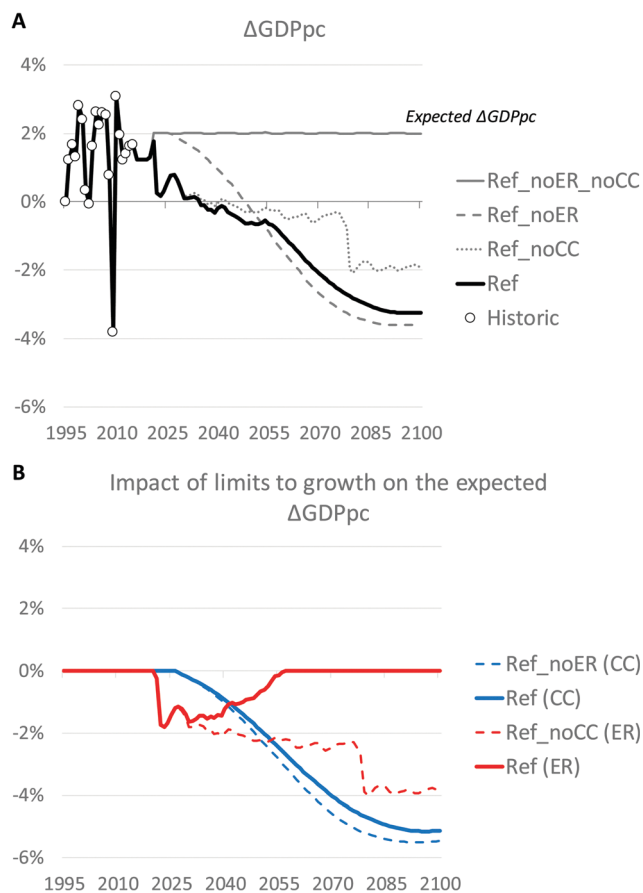 A
ΔGDPpc
4%
2%
0%
-2%
-4%
-6%
Expected ΔGDPpc
Ref_noER_noCC
Ref_noER
Ref_noCC
Ref
Historic
1995 2010 2025 2040 2055 2070 2085 2100
B
Impact of limits to growth on the expected
ΔGDPpc
4%
2%
0%
-2%
-4%
-6%
Ref_noER (CC)
Ref (CC)
Ref_noCC (ER)
Ref (ER)
1995 2010 2025 2040 2055 2070 2085 2100